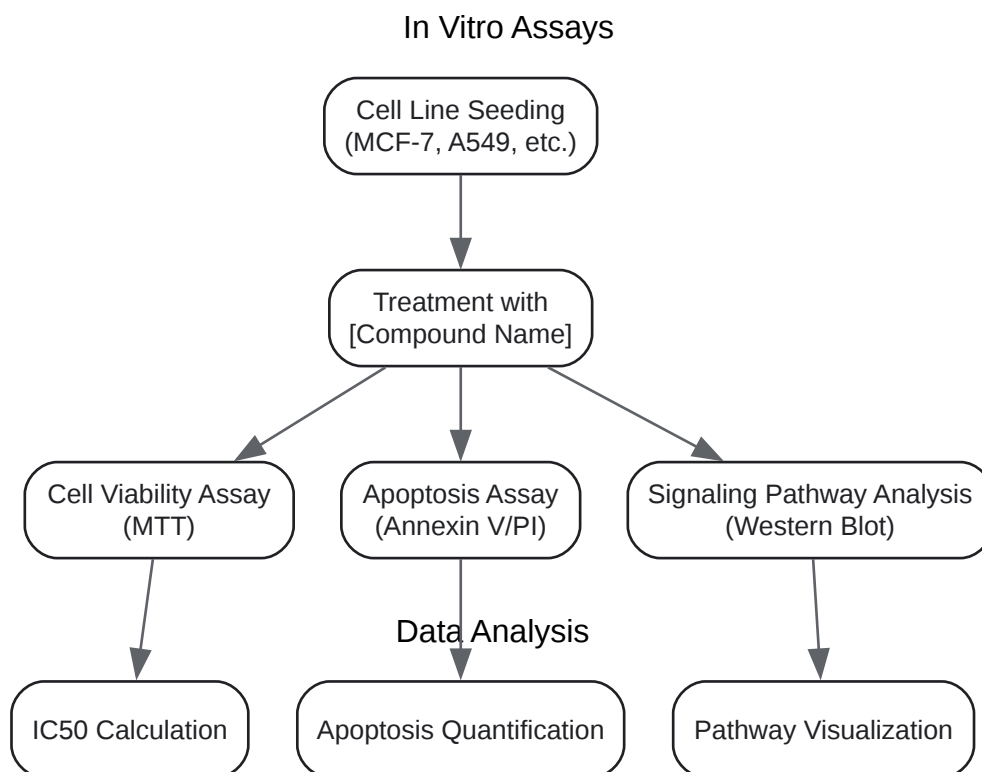 In Vitro Assays
Cell Line Seeding
(MCF-7, A549, etc.)
Treatment with
[Compound Name]
Cell Viability Assay
(MTT)
Apoptosis Assay
(Annexin V/PI)
Signaling Pathway Analysis
(Western Blot)
Data Analysis
IC50 Calculation
Apoptosis Quantification
Pathway Visualization